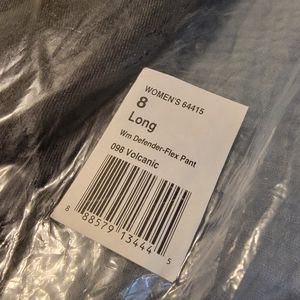 WOMEN'S 64415
8
Long
Wm Defender-Flex Pant
098 Volcanic
8 88579 13444 5